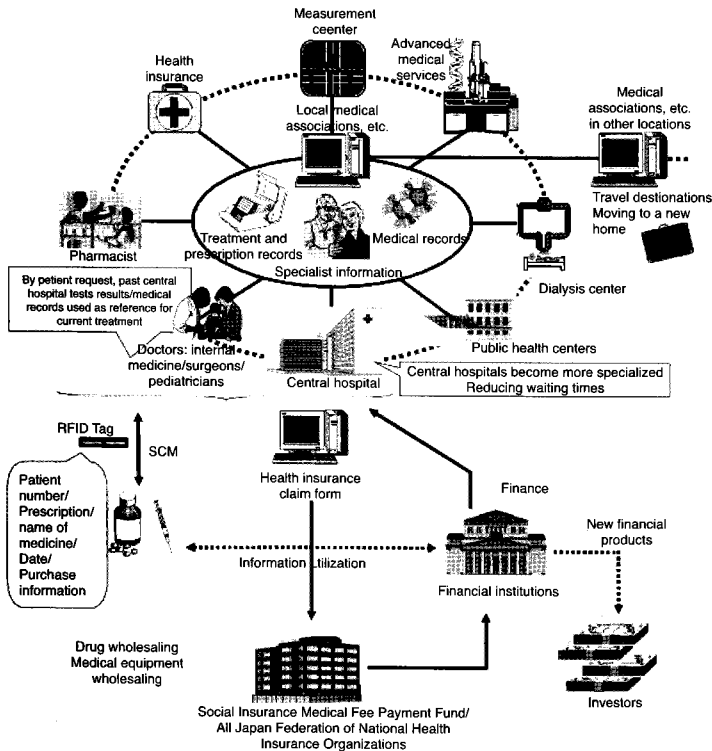 Measurement
ceenter
Advanced
medical
services
Health
insurance
Local medical
associations, etc.
Medical
associations, etc.
in other locations
Travel destionations
Moving to a new
home
Pharmacist
Treatment and
prescription records
Medical records
Specialist information
Dialysis center
By petient request, past central
hospital tests results/medical
records used as reference for
current treatment
Doctors: internal
medicine/surgeons/
pediatricians
Central hospital
Public health centers
Central hospitals become more specialized
Reducing waiting times
RFID Tag
SCM
Patient
number/
Prescription/
name of
medicine/
Date/
Purchase
information
Health insurance
claim form
Finance
New financial
products
Information utilization
Financial institutions
Drug wholesaling
Medical equipment
wholesaling
Investors
Social Insurance Medical Fee Payment Fund/
All Japan Federation of National Health
Insurance Organizations